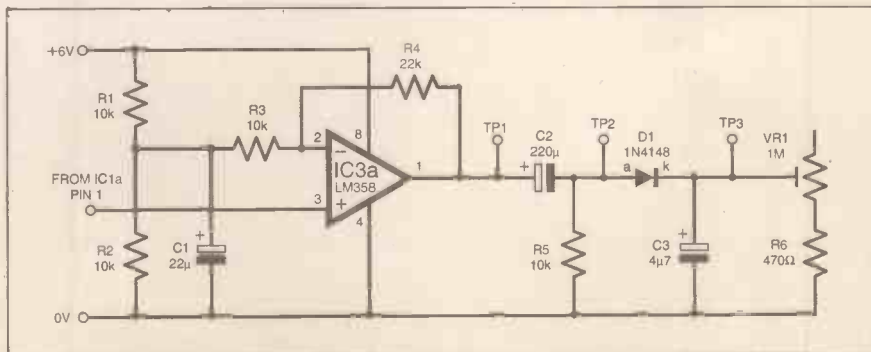 +6V
R1
10k
R3
10k
R4
22k
2
8
−
IC3a
LM358
1
3
+
4
FROM IC1a
PIN 1
R2
10k
+
C1
22µ
TP1
C2
220µ
+
TP2
D1
1N4148
a
k
TP3
VR1
1M
R5
10k
+
C3
4µ7
R6
470Ω
0V